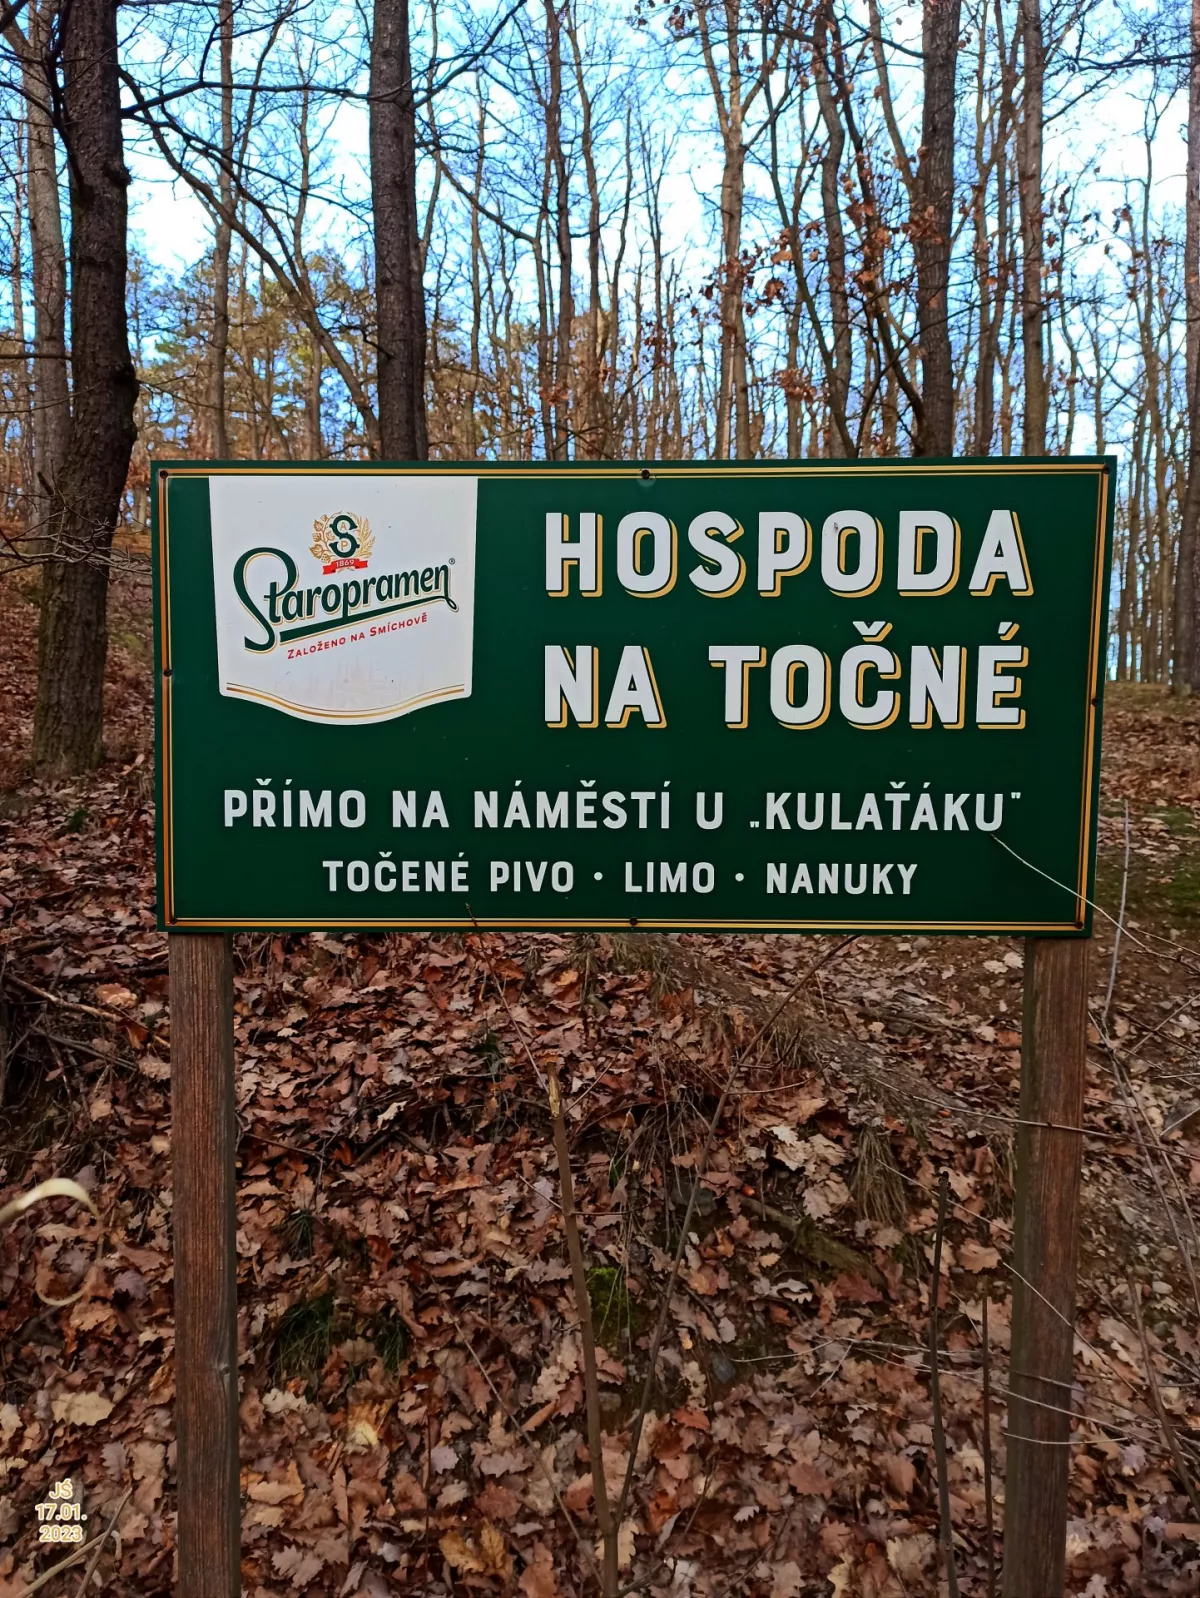 S
1869
Staropramen®
ZALOŽENO NA SMÍCHOVĚ
HOSPODA
NA TOČNÉ
PŘÍMO NA NÁMĚSTÍ U „KULAŤÁKU"
TOČENÉ PIVO • LIMO • NANUKY
JŠ
17.01.
2023